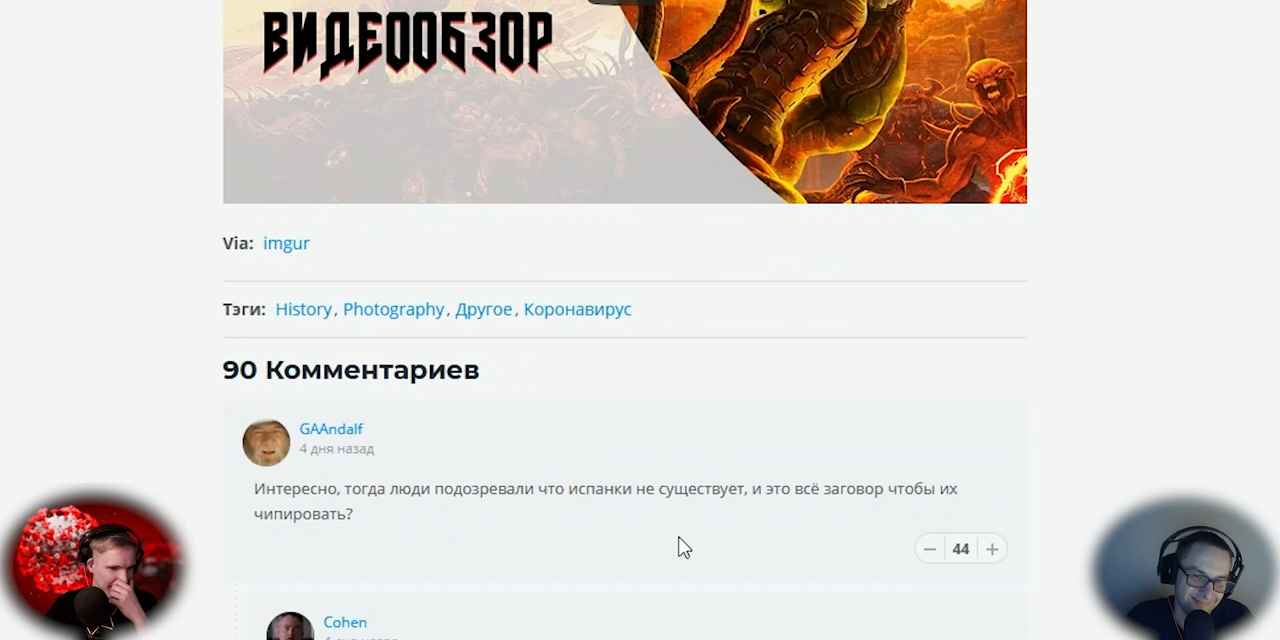 ВИДЕООБЗОР
Via: imgur
Тэги: History, Photography, Другое, Коронавирус
90 Комментариев
GAAndalf
4 дня назад
Интересно, тогда люди подозревали что испанки не существует, и это всё заговор чтобы их
чипировать?
− 44 +
Cohen